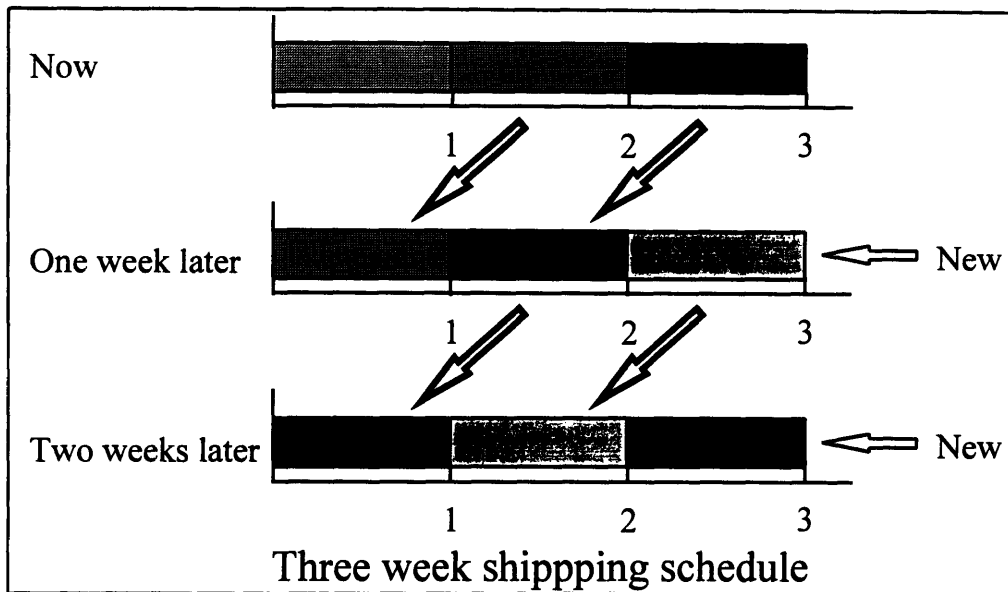 Now
1 2 3
One week later
New
1 2 3
Two weeks later
New
1 2 3
Three week shippping schedule